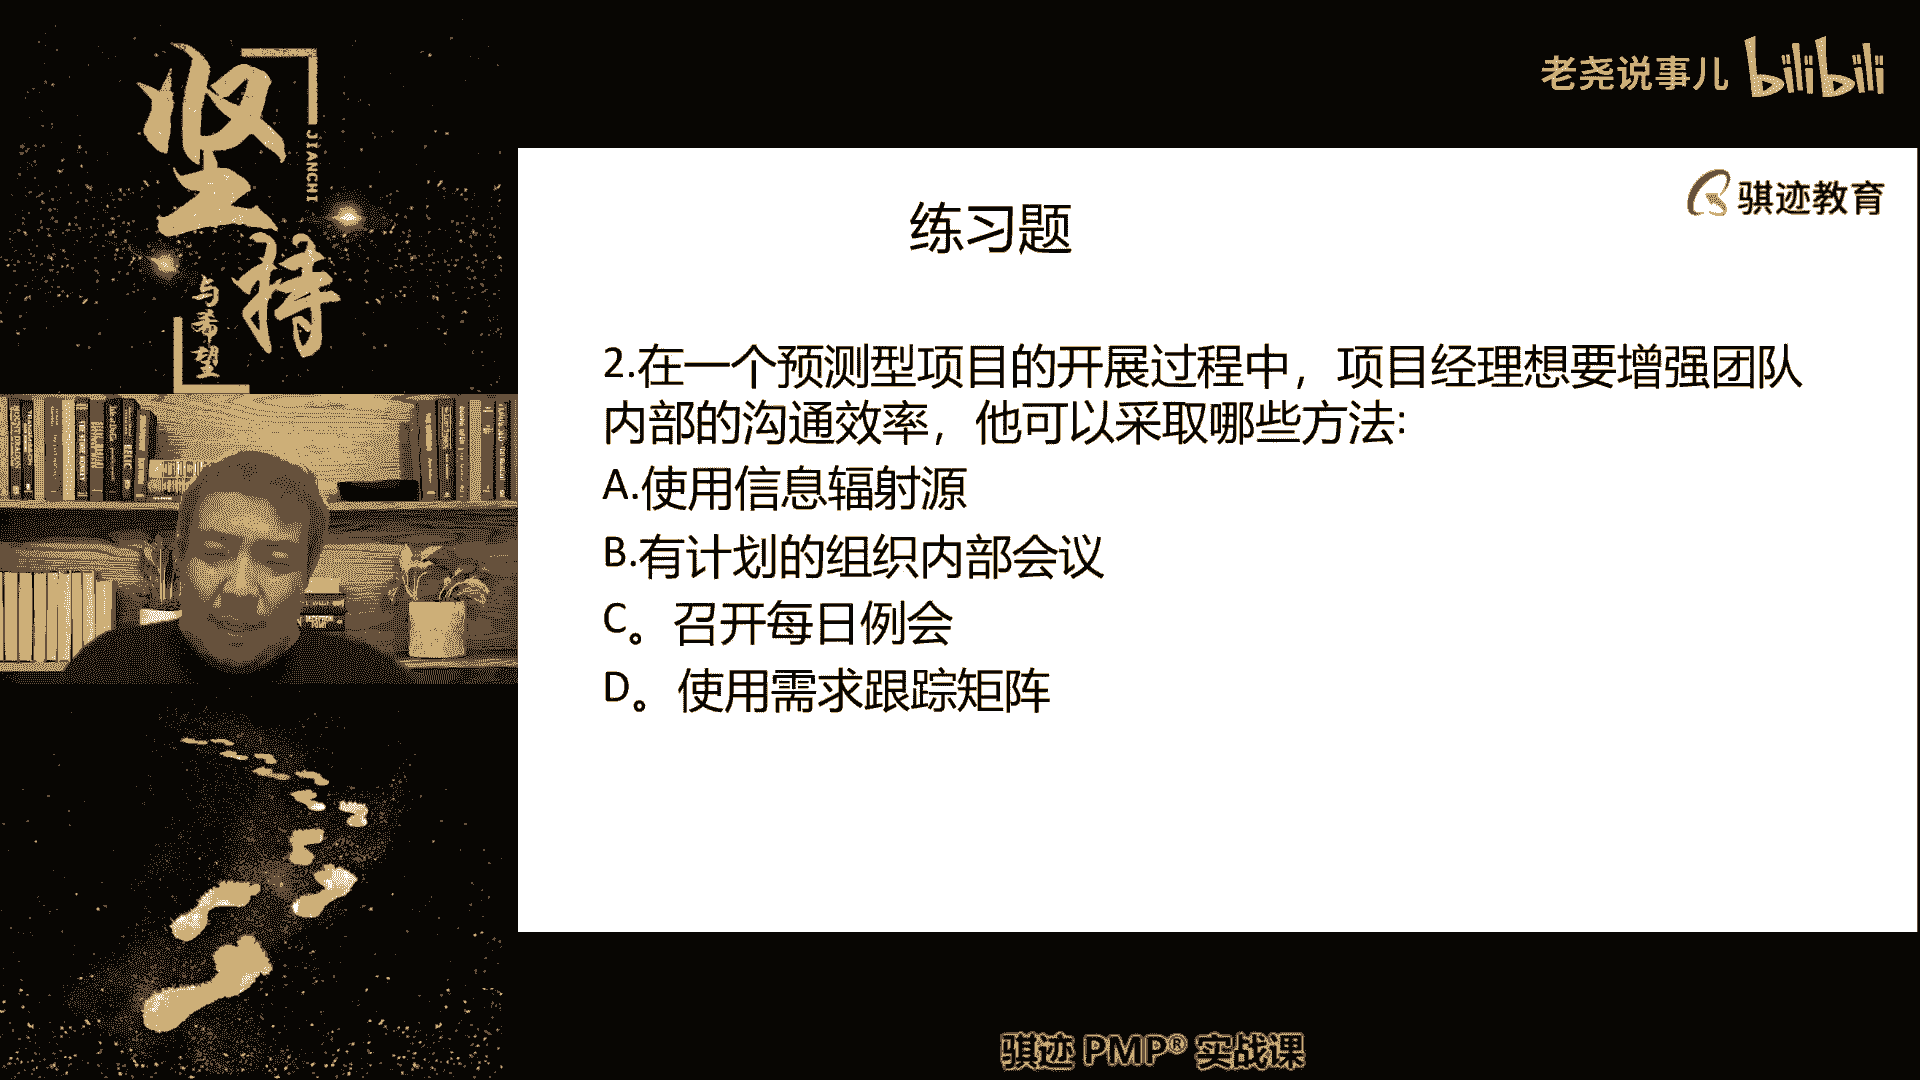 坚持
JIANCHI
与希望
老尧说事儿 bilibili
骐迹教育
练习题
2.在一个预测型项目的开展过程中，项目经理想要增强团队
内部的沟通效率，他可以采取哪些方法:
A.使用信息辐射源
B.有计划的组织内部会议
C。召开每日例会
D。使用需求跟踪矩阵
骐迹 PMP® 实战课